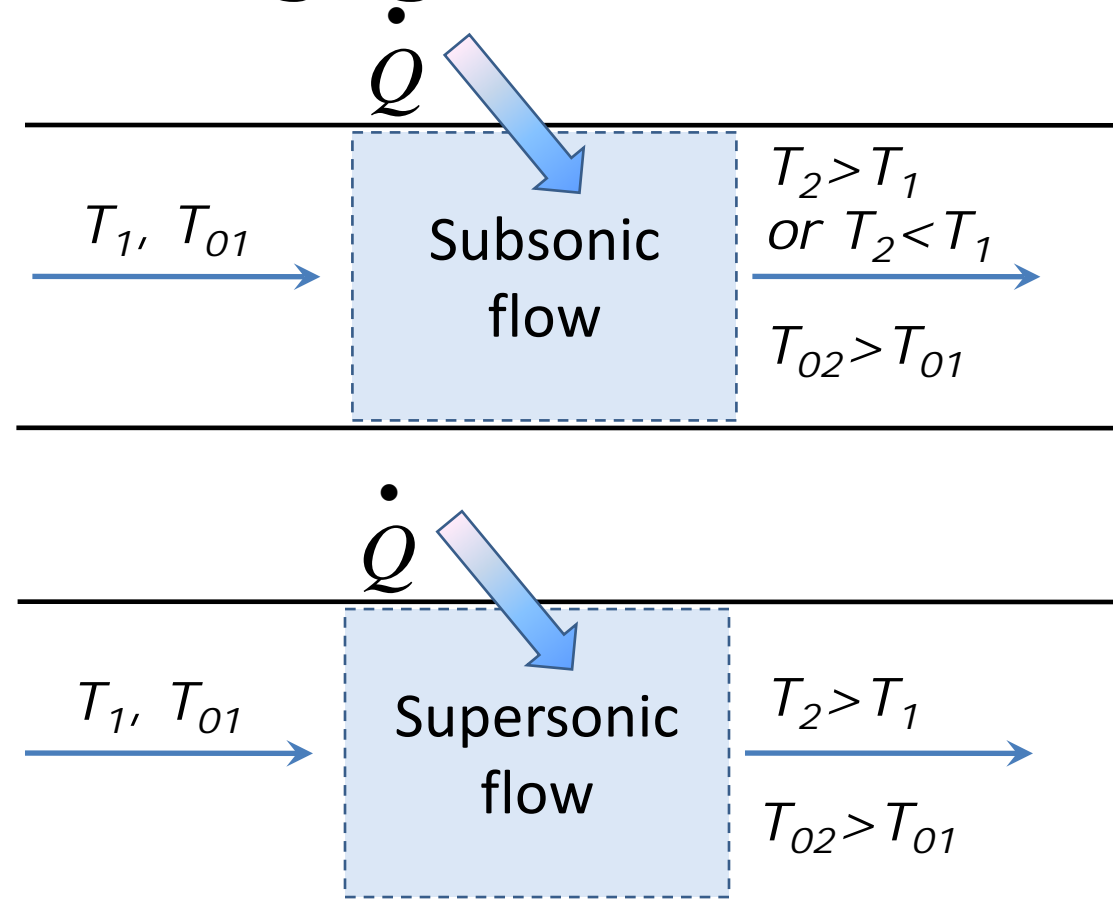 Q̇
T₁, T₀₁
Subsonic
flow
T₂>T₁
or T₂<T₁
T₀₂>T₀₁
Q̇
T₁, T₀₁
Supersonic
flow
T₂>T₁
T₀₂>T₀₁